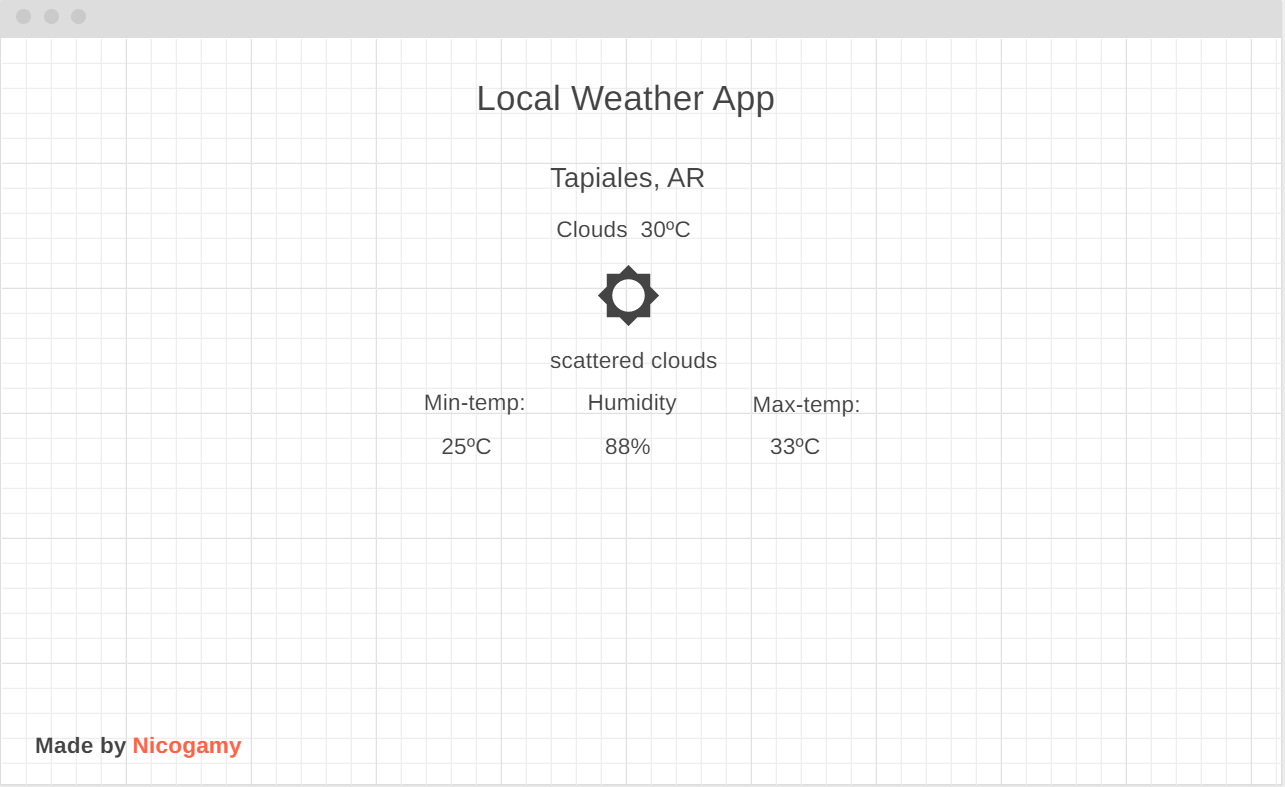 Local Weather App
Tapiales, AR
Clouds 30ºC
scattered clouds
Min-temp: Humidity Max-temp:
25ºC 88% 33ºC
Made by Nicogamy